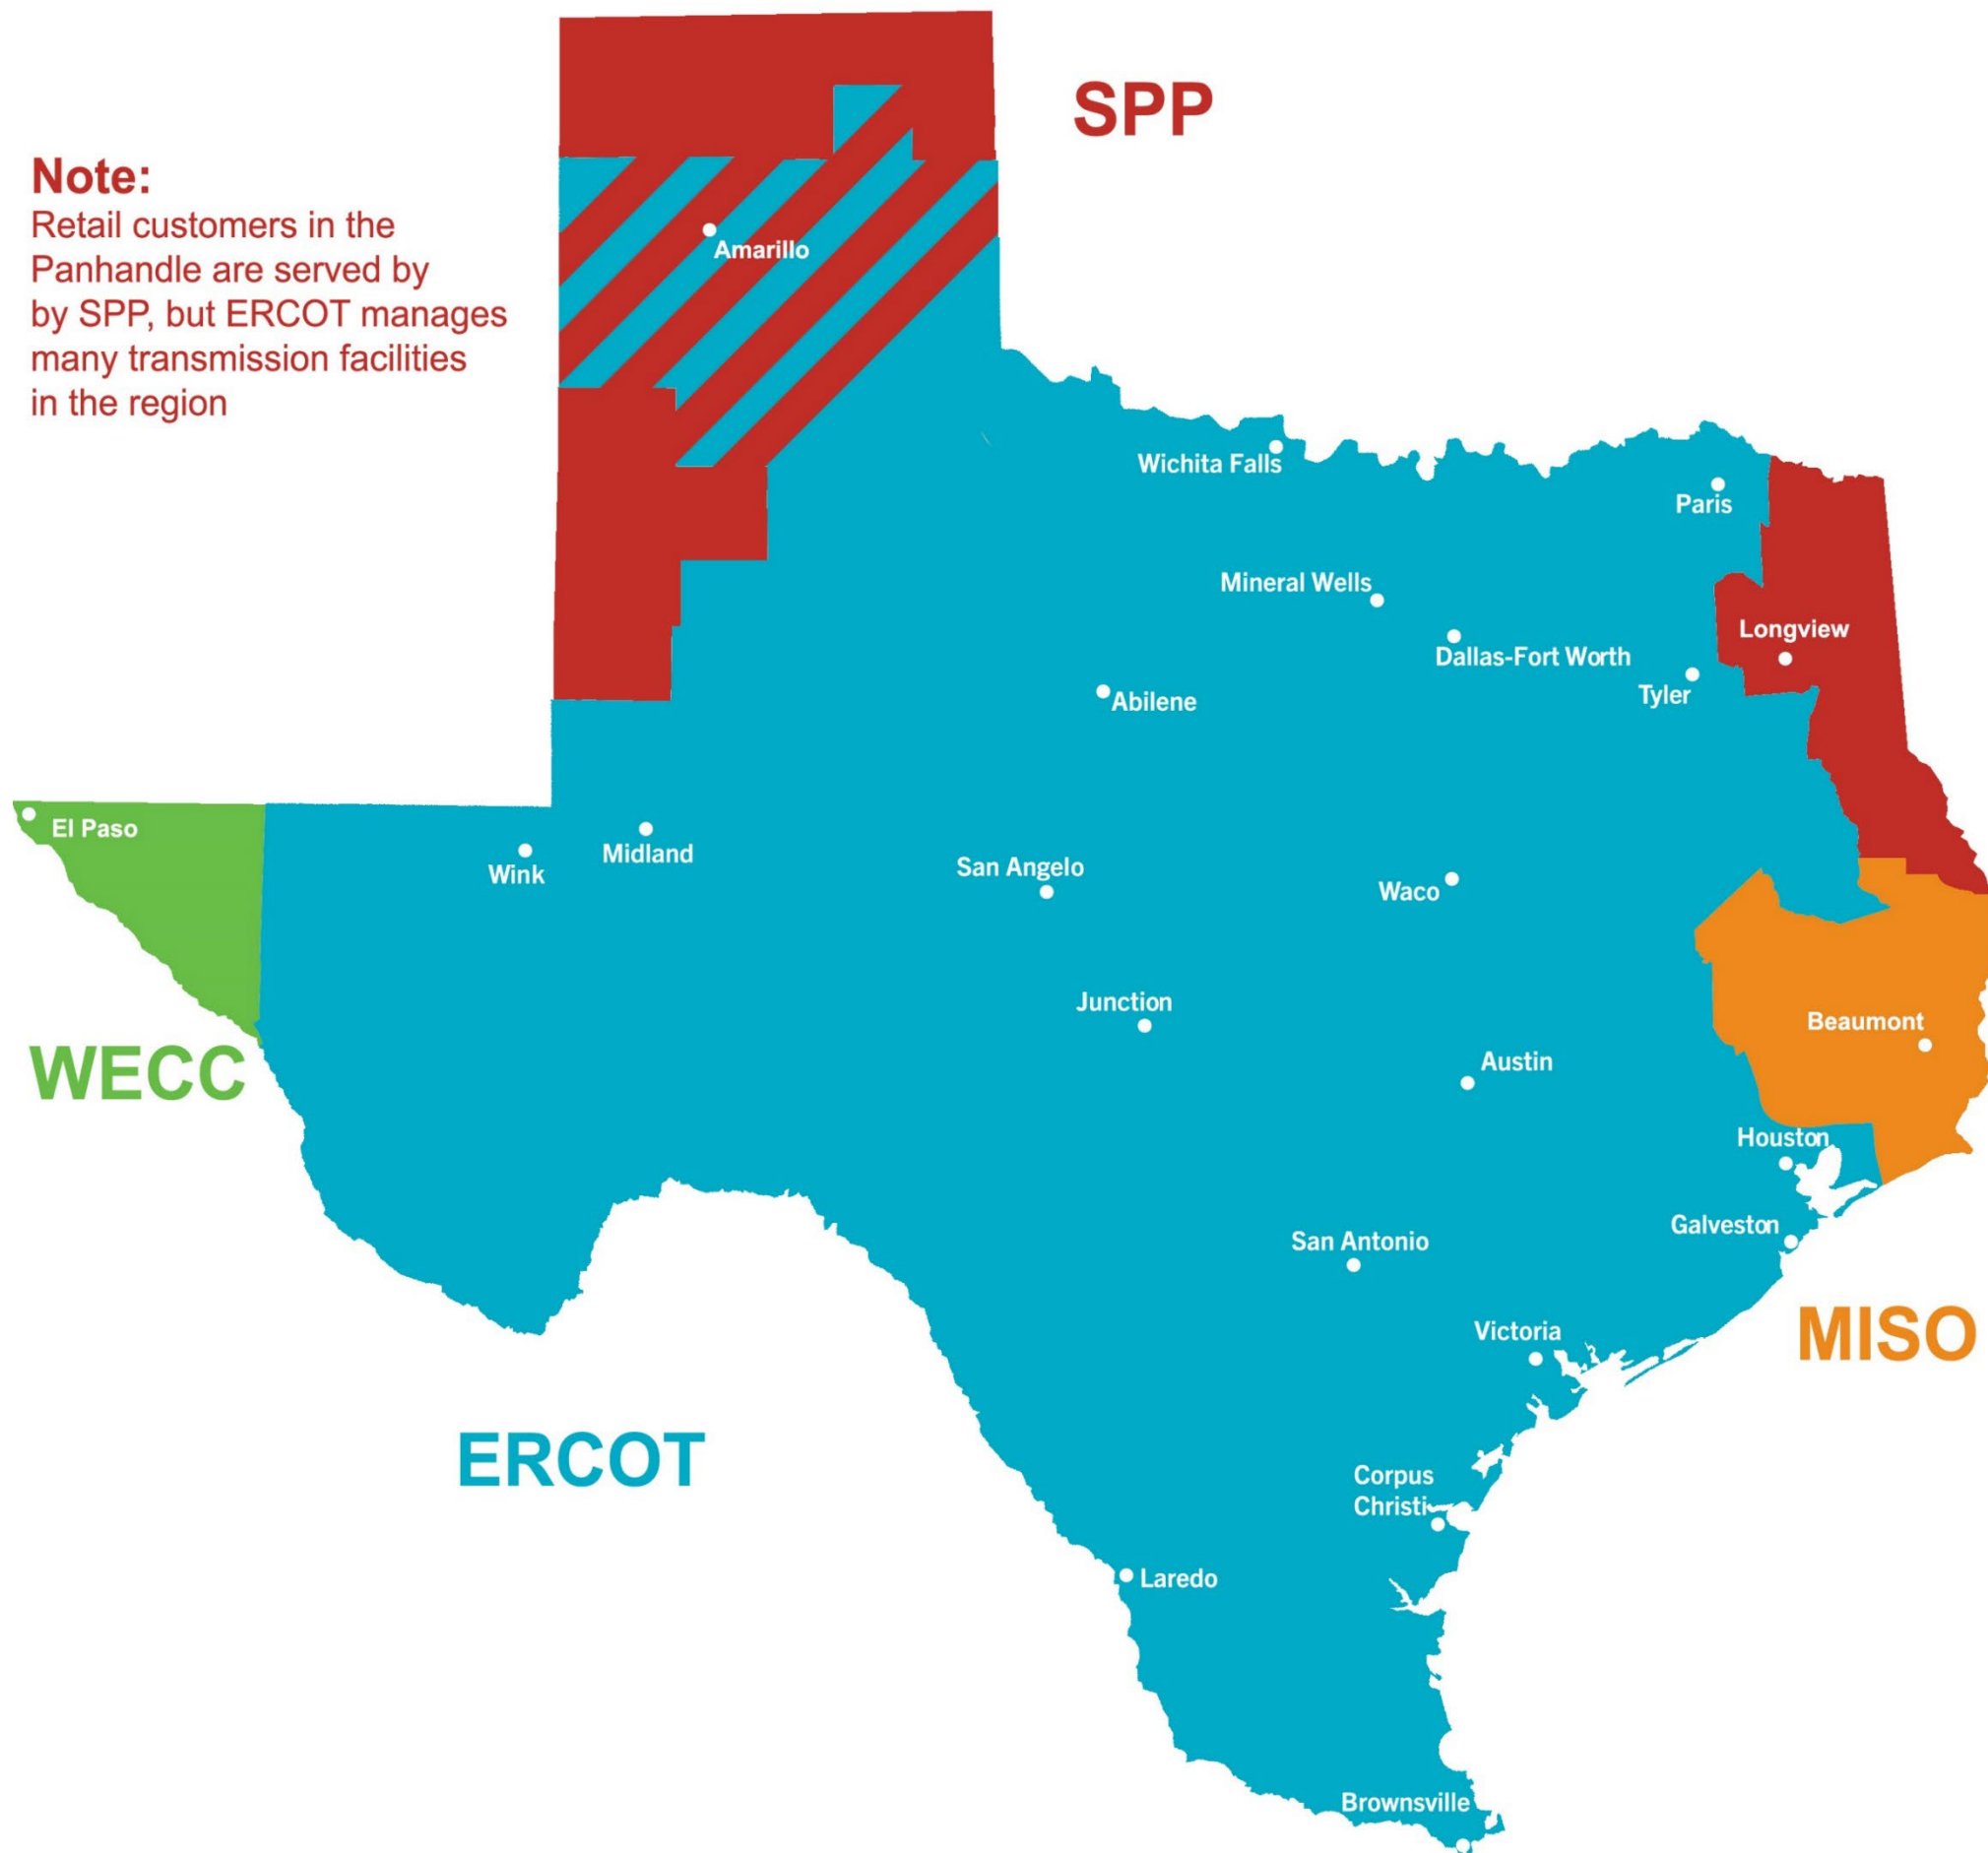 SPP
Note:
Retail customers in the
Panhandle are served by
by SPP, but ERCOT manages
many transmission facilities
in the region
Amarillo
Wichita Falls
Paris
Mineral Wells
Longview
Dallas-Fort Worth
Tyler
Abilene
El Paso
Midland
Wink
San Angelo
Waco
Junction
Beaumont
Austin
WECC
Houston
Galveston
San Antonio
Victoria
MISO
ERCOT
Corpus
Christi
Laredo
Brownsville